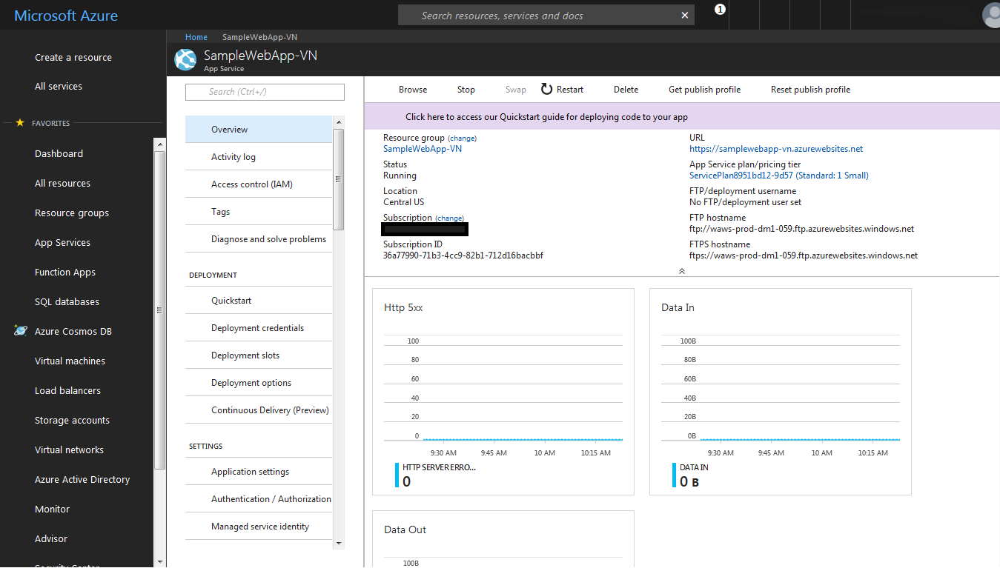 Microsoft Azure
Search resources, services and docs
1
Create a resource
All services
FAVORITES
Dashboard
All resources
Resource groups
App Services
Function Apps
SQL databases
Azure Cosmos DB
Virtual machines
Load balancers
Storage accounts
Virtual networks
Azure Active Directory
Monitor
Advisor
Security Center
Home SampleWebApp-VN
SampleWebApp-VN
App Service
Search (Ctrl+/)
Overview
Activity log
Access control (IAM)
Tags
Diagnose and solve problems
DEPLOYMENT
Quickstart
Deployment credentials
Deployment slots
Deployment options
Continuous Delivery (Preview)
SETTINGS
Application settings
Authentication / Authorization
Managed service identity
Browse Stop Swap Restart Delete Get publish profile Reset publish profile
Click here to access our Quickstart guide for deploying code to your app
Resource group (change)
SampleWebApp-VN
Status
Running
Location
Central US
Subscription (change)
Subscription ID
36a77990-71b3-4cc9-82b1-712d16bacbbf
URL
https://samplewebapp-vn.azurewebsites.net
App Service plan/pricing tier
ServicePlan8951bd12-9d57 (Standard: 1 Small)
FTP/deployment username
No FTP/deployment user set
FTP hostname
ftp://waws-prod-dm1-059.ftp.azurewebsites.windows.net
FTPS hostname
ftps://waws-prod-dm1-059.ftp.azurewebsites.windows.net
Http 5xx
100
80
60
40
20
0
9:30 AM 9:45 AM 10 AM 10:15 AM
HTTP SERVER ERRO...
0
Data In
100B
80B
60B
40B
20B
0B
9:30 AM 9:45 AM 10 AM 10:15 AM
DATA IN
0 B
Data Out
100B